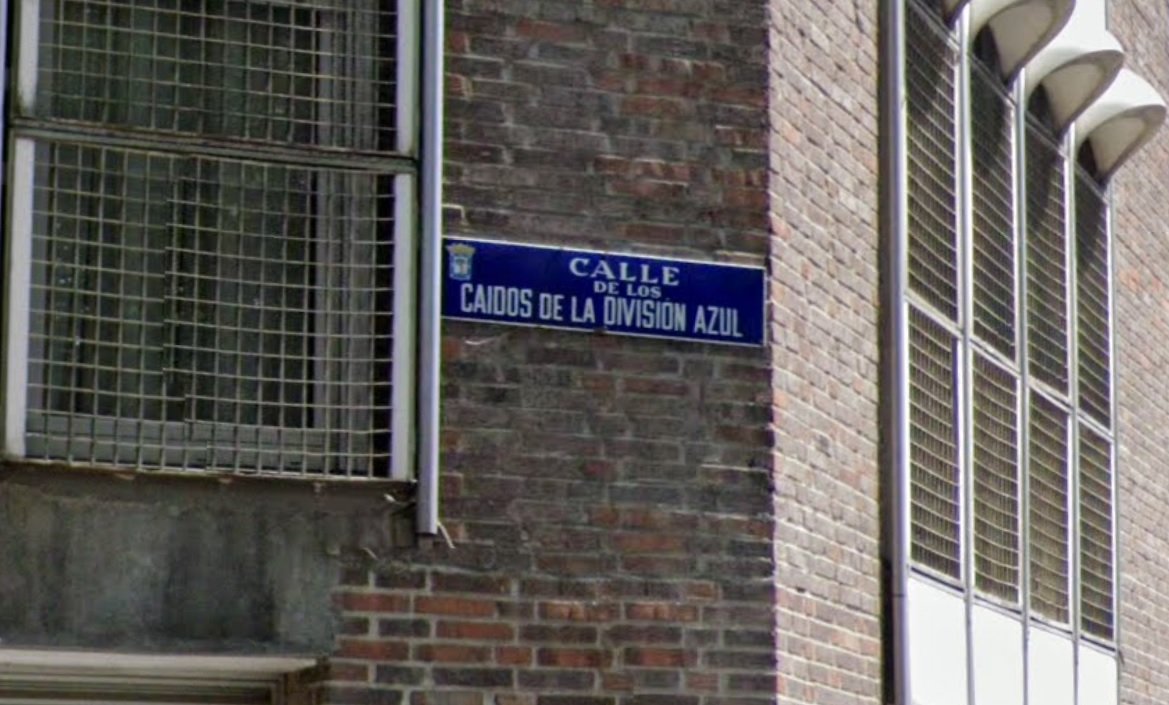 CALLE
DE LOS
CAIDOS DE LA DIVISIÓN AZUL